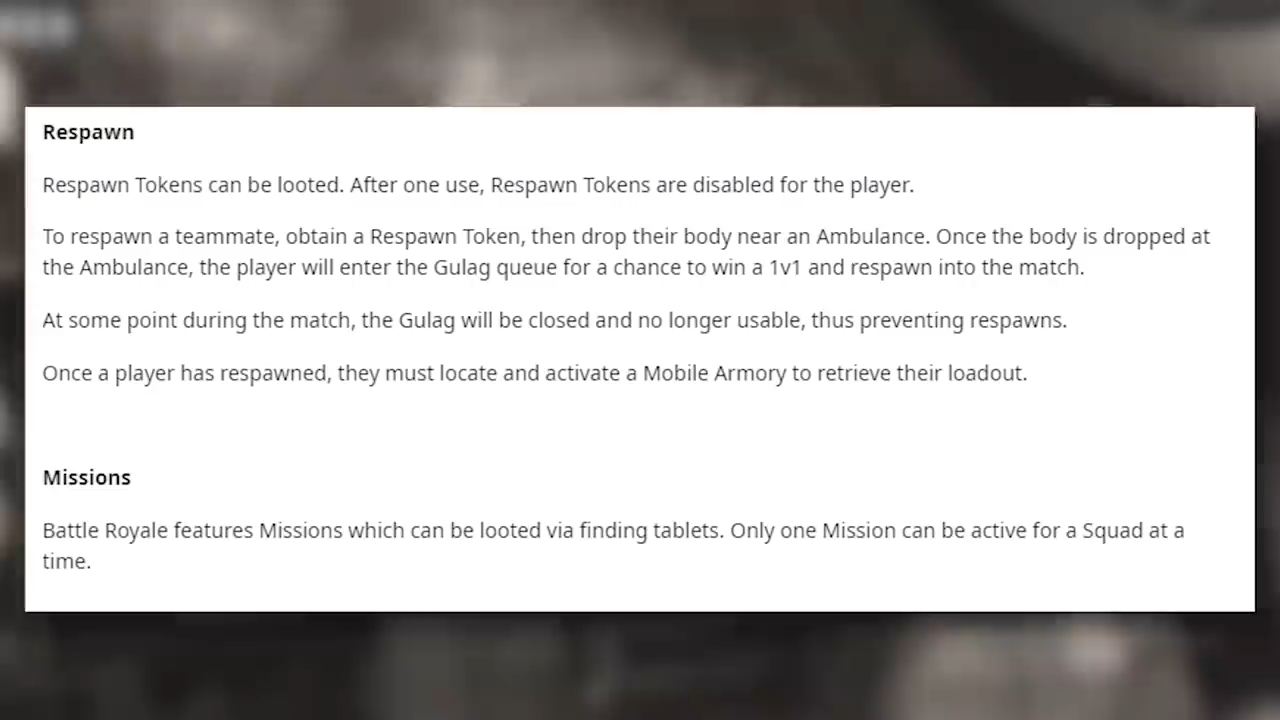 Respawn
Respawn Tokens can be looted. After one use, Respawn Tokens are disabled for the player.
To respawn a teammate, obtain a Respawn Token, then drop their body near an Ambulance. Once the body is dropped at
the Ambulance, the player will enter the Gulag queue for a chance to win a 1v1 and respawn into the match.
At some point during the match, the Gulag will be closed and no longer usable, thus preventing respawns.
Once a player has respawned, they must locate and activate a Mobile Armory to retrieve their loadout.
Missions
Battle Royale features Missions which can be looted via finding tablets. Only one Mission can be active for a Squad at a
time.